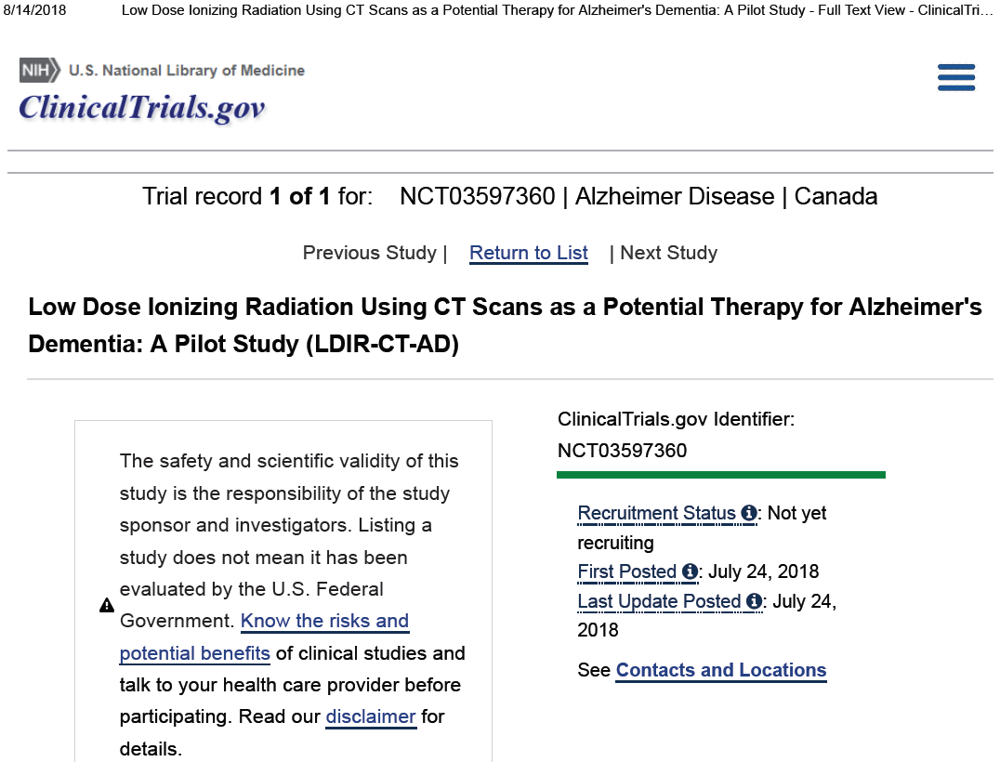 8/14/2018 Low Dose Ionizing Radiation Using CT Scans as a Potential Therapy for Alzheimer's Dementia: A Pilot Study - Full Text View - ClinicalTri…
NIH U.S. National Library of Medicine
ClinicalTrials.gov
Trial record 1 of 1 for: NCT03597360 | Alzheimer Disease | Canada
Previous Study | Return to List | Next Study
Low Dose Ionizing Radiation Using CT Scans as a Potential Therapy for Alzheimer's
Dementia: A Pilot Study (LDIR-CT-AD)
The safety and scientific validity of this
study is the responsibility of the study
sponsor and investigators. Listing a
study does not mean it has been
evaluated by the U.S. Federal
Government. Know the risks and
potential benefits of clinical studies and
talk to your health care provider before
participating. Read our disclaimer for
details.
ClinicalTrials.gov Identifier:
NCT03597360
Recruitment Status : Not yet
recruiting
First Posted : July 24, 2018
Last Update Posted : July 24,
2018
See Contacts and Locations